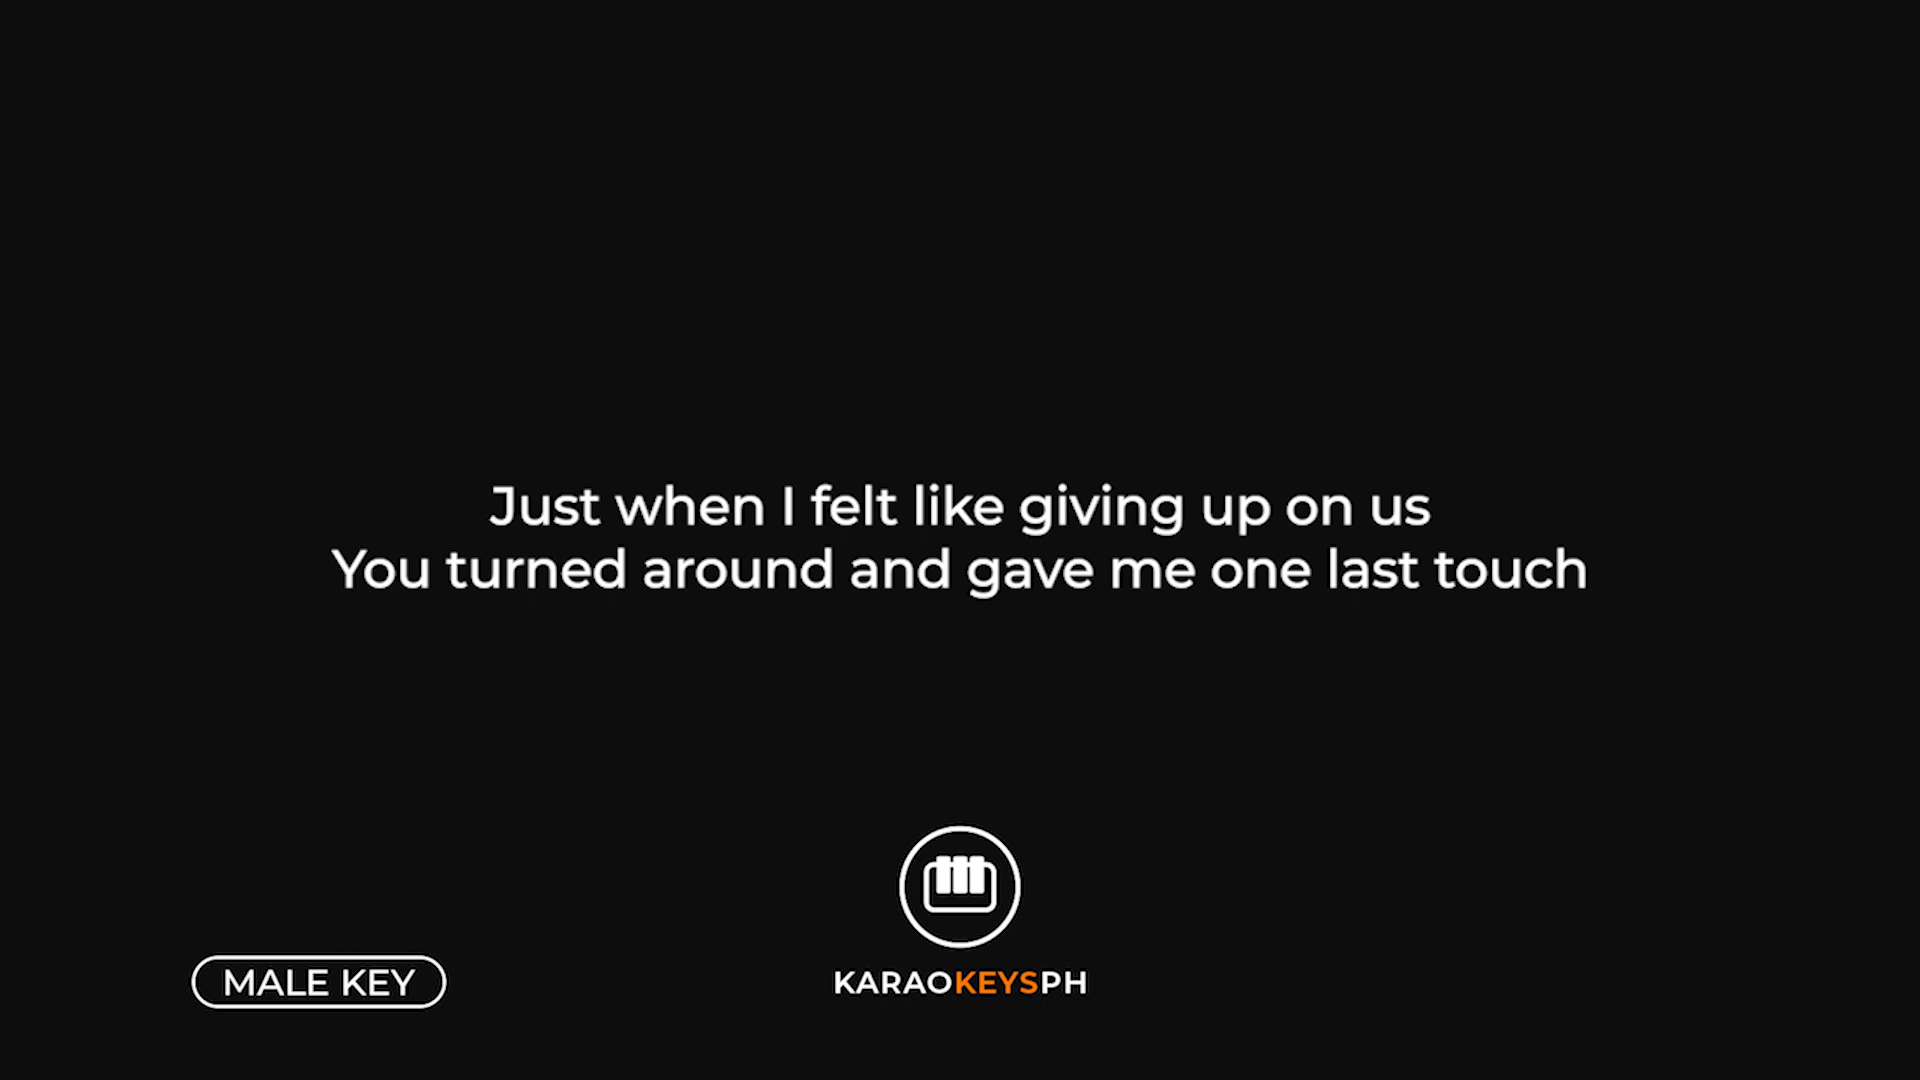 Just when I felt like giving up on us
You turned around and gave me one last touch
MALE KEY
KARAOKEYSPH